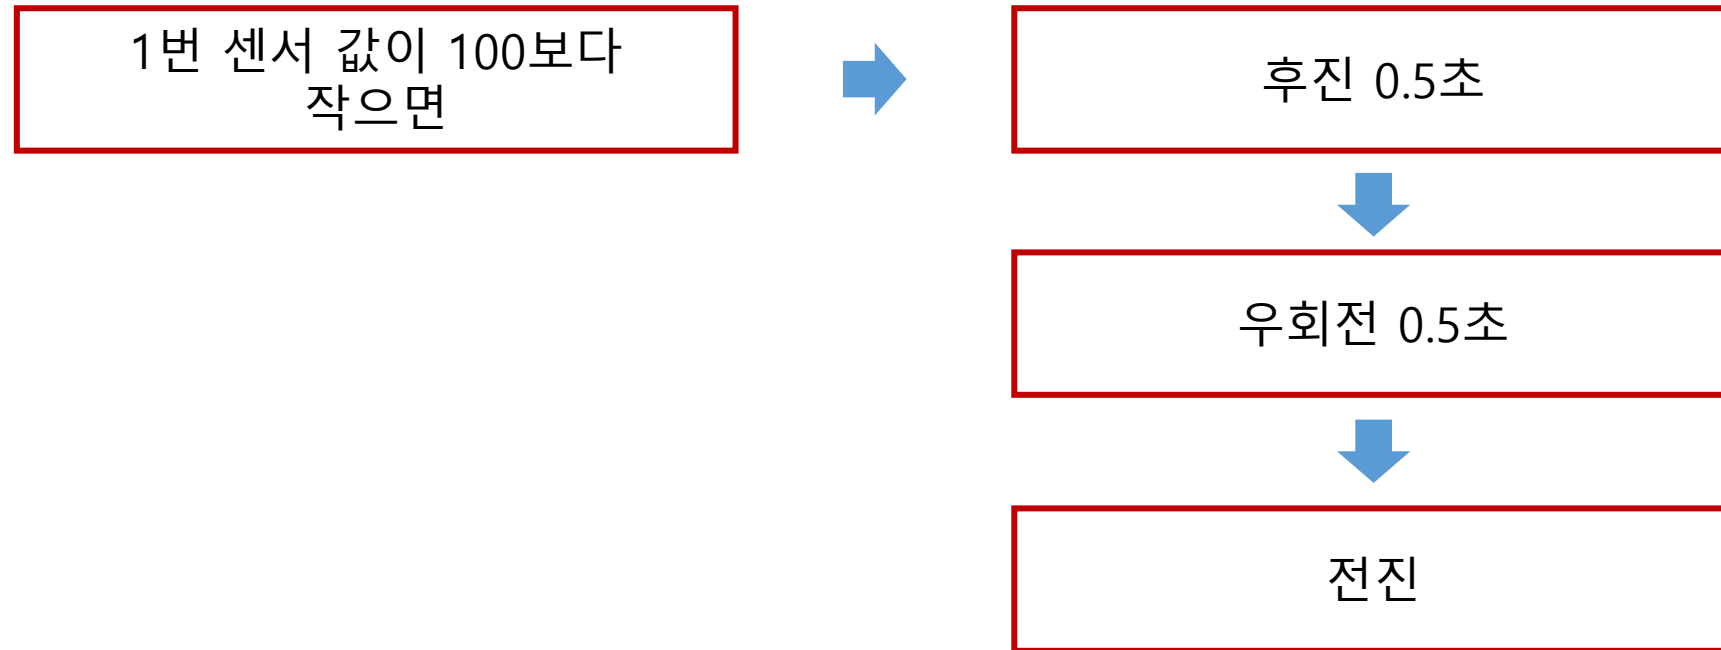 1번 센서 값이 100보다
작으면
후진 0.5초
우회전 0.5초
전진